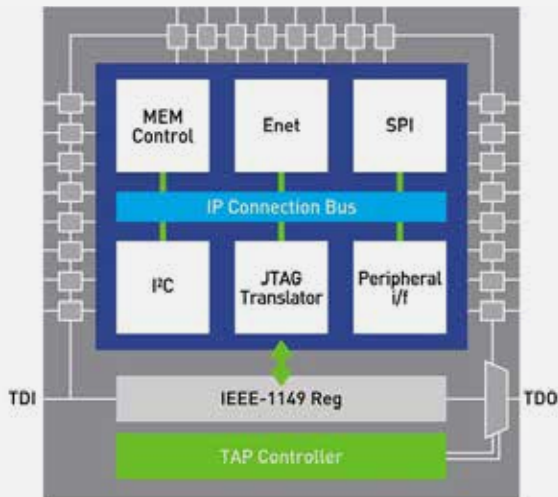 MEM
Control
Enet
SPI
IP Connection Bus
I²C
JTAG
Translator
Peripheral
i/f
TDI
IEEE-1149 Reg
TDO
TAP Controller